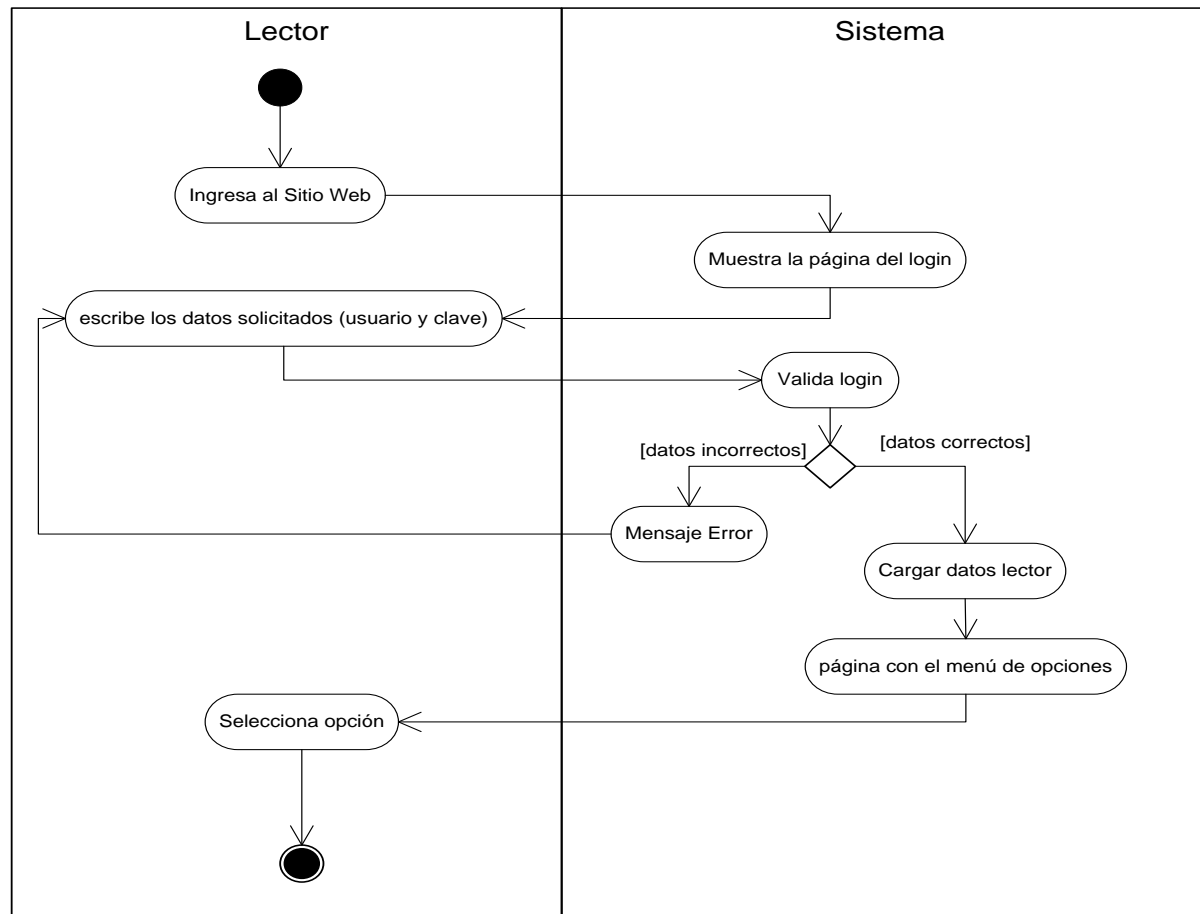 Lector
Sistema
Ingresa al Sitio Web
Muestra la página del login
escribe los datos solicitados (usuario y clave)
Valida login
[datos incorrectos]
[datos correctos]
Mensaje Error
Cargar datos lector
página con el menú de opciones
Selecciona opción